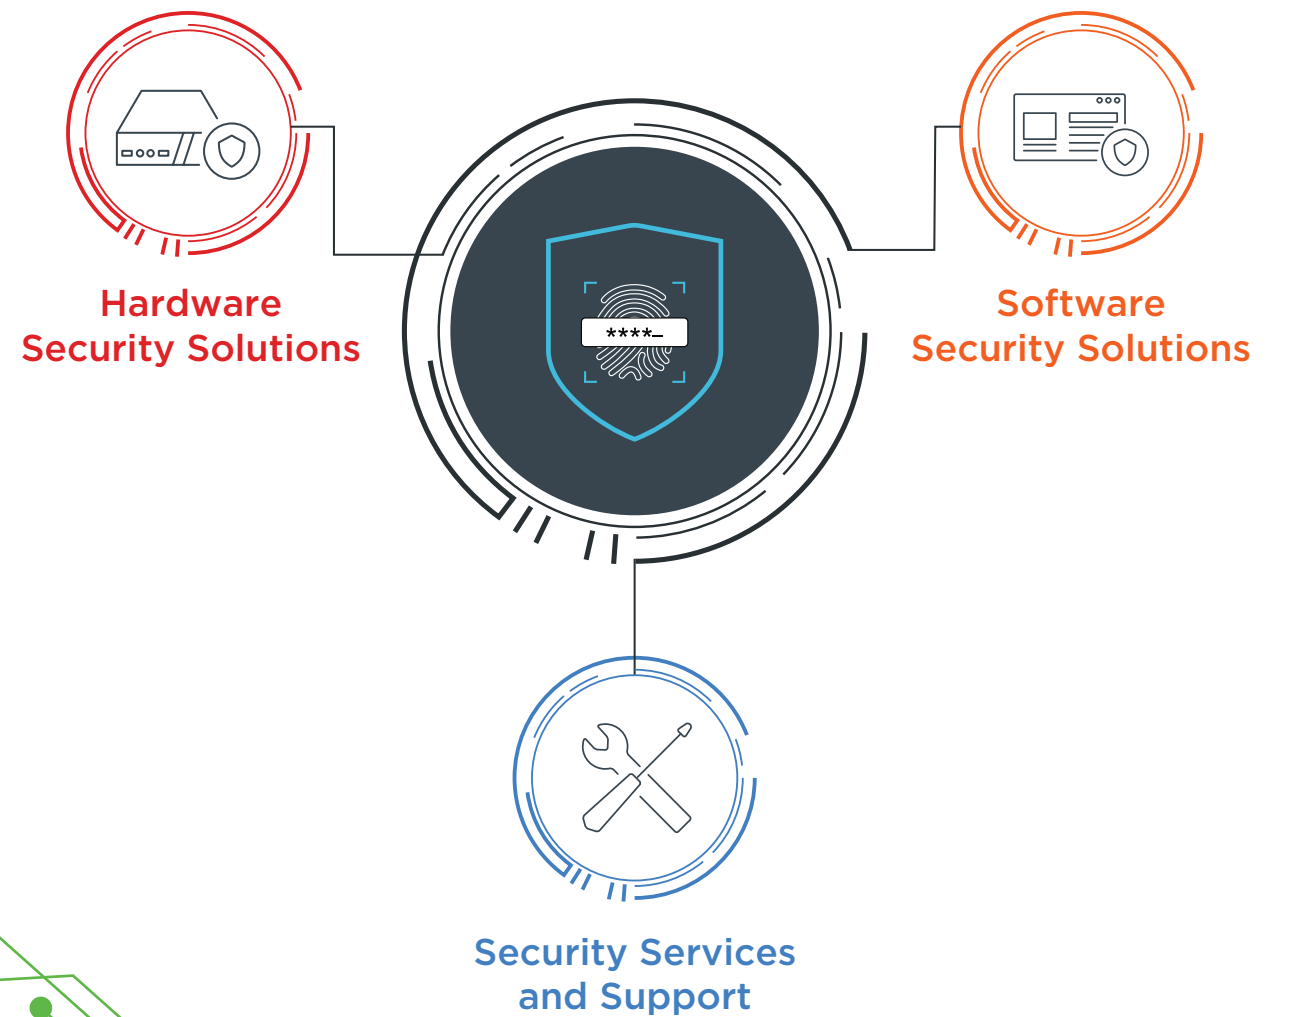 Hardware
Security Solutions
Software
Security Solutions
****_
Security Services
and Support